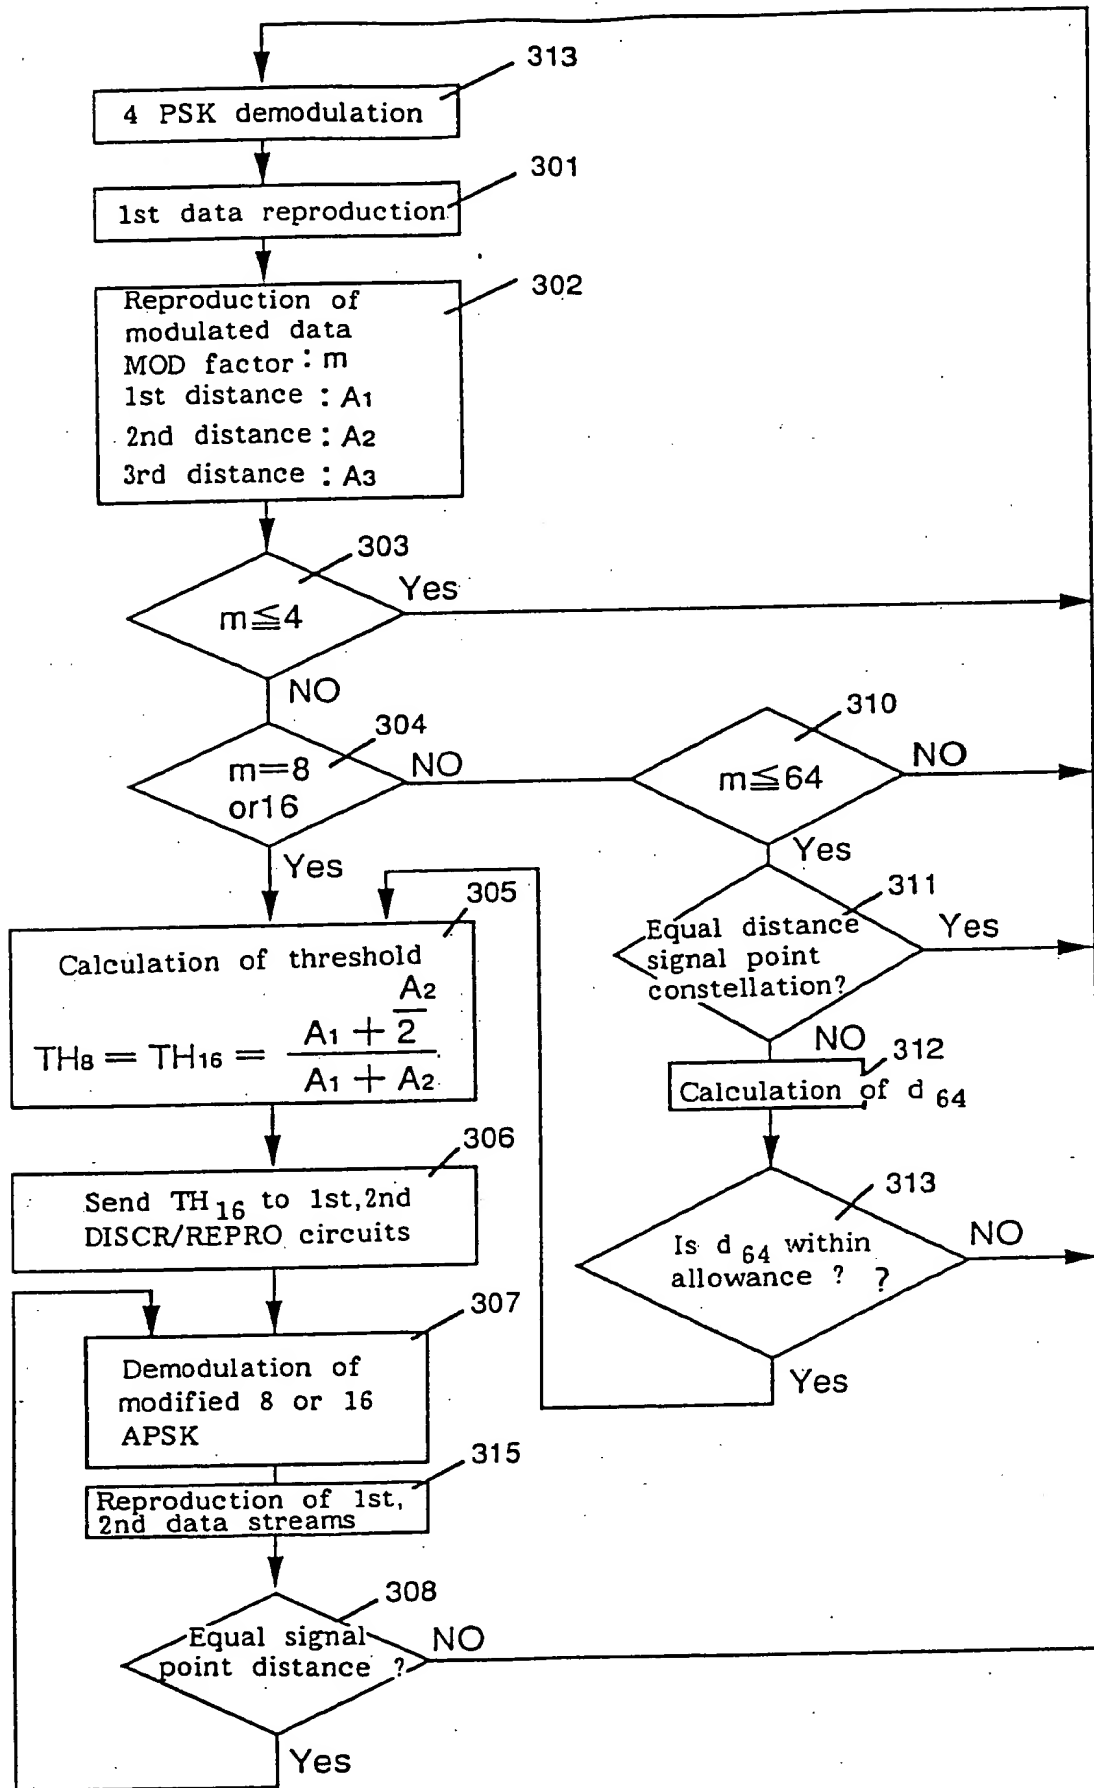 313
4 PSK demodulation
301
1st data reproduction
302
Reproduction of
modulated data
MOD factor : m
1st distance : A1
2nd distance : A2
3rd distance : A3
303
m≦4
Yes
NO
304
m=8
or16
NO
Yes
310
m≦64
NO
Yes
311
Equal distance
signal point
constellation?
Yes
NO
312
Calculation of d 64
313
Is d 64 within
allowance ? ?
NO
Yes
305
Calculation of threshold
TH8 = TH16 = (A1 + A2/2) / (A1 + A2)
306
Send TH16 to 1st,2nd
DISCR/REPRO circuits
307
Demodulation of
modified 8 or 16
APSK
315
Reproduction of 1st,
2nd data streams
308
Equal signal
point distance ?
NO
Yes